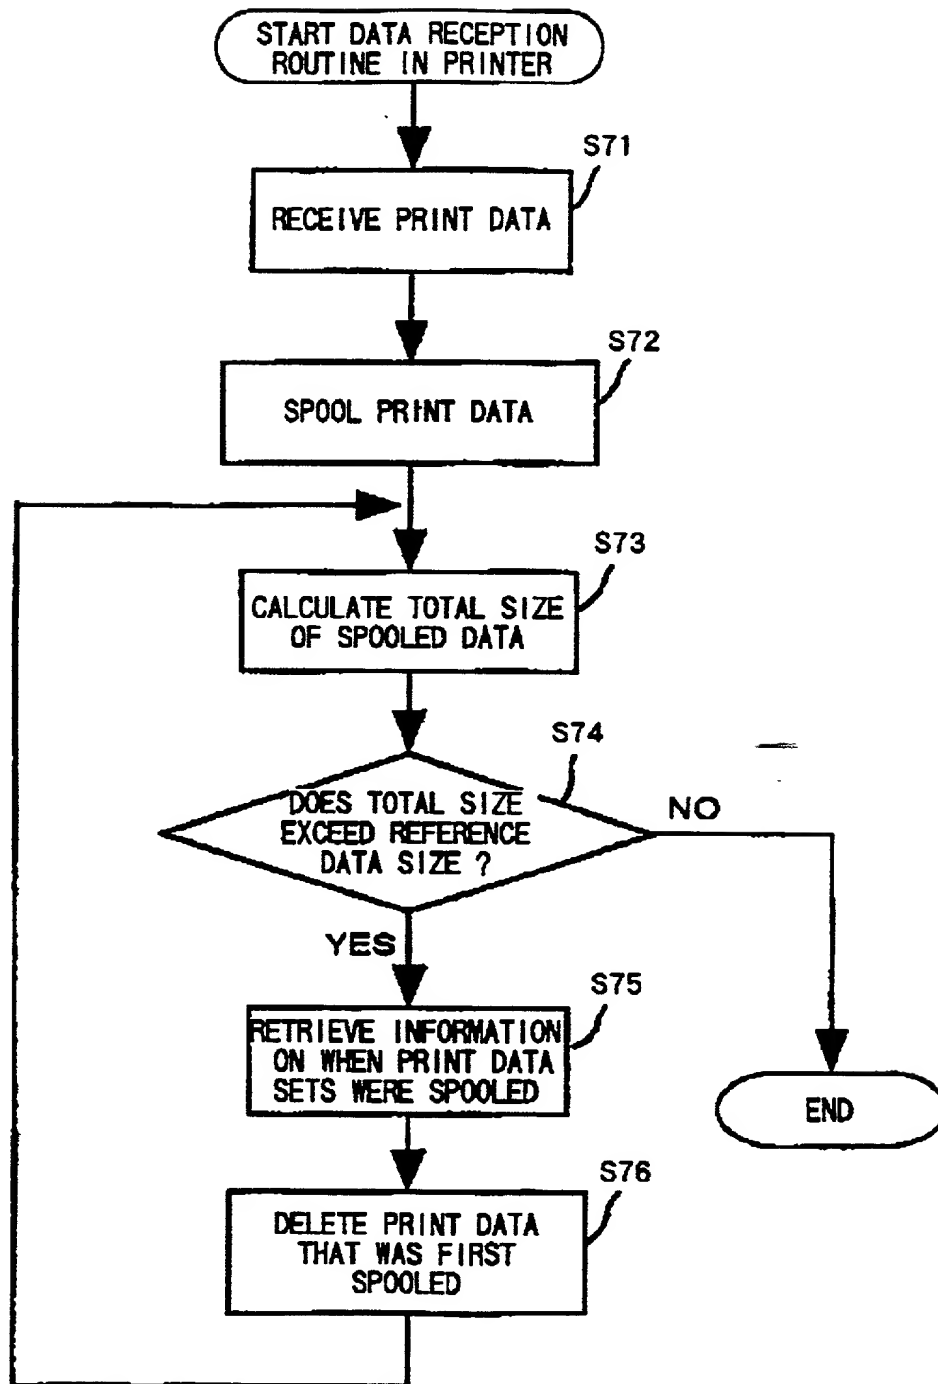 START DATA RECEPTION
ROUTINE IN PRINTER
S71
RECEIVE PRINT DATA
S72
SPOOL PRINT DATA
S73
CALCULATE TOTAL SIZE
OF SPOOLED DATA
S74
DOES TOTAL SIZE
EXCEED REFERENCE
DATA SIZE ?
NO
YES
S75
RETRIEVE INFORMATION
ON WHEN PRINT DATA
SETS WERE SPOOLED
END
S76
DELETE PRINT DATA
THAT WAS FIRST
SPOOLED